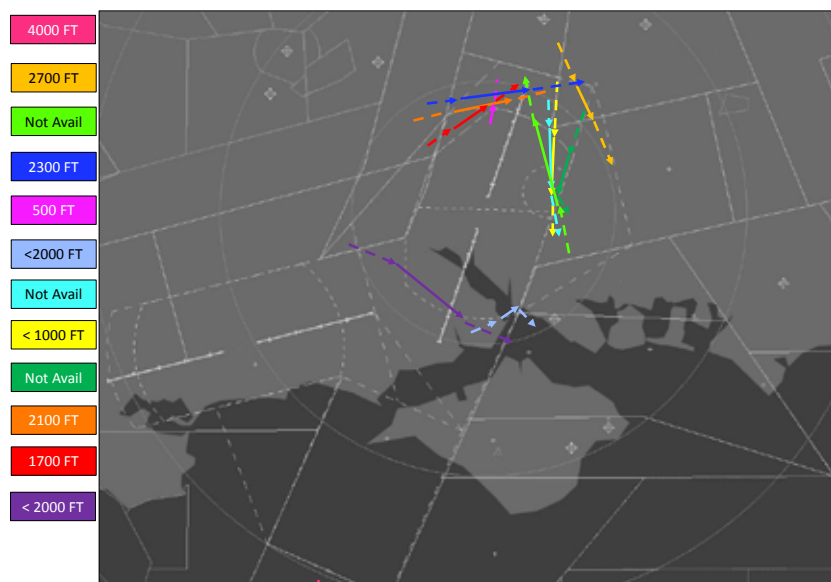 4000 FT
2700 FT
Not Avail
2300 FT
500 FT
<2000 FT
Not Avail
< 1000 FT
Not Avail
2100 FT
1700 FT
< 2000 FT